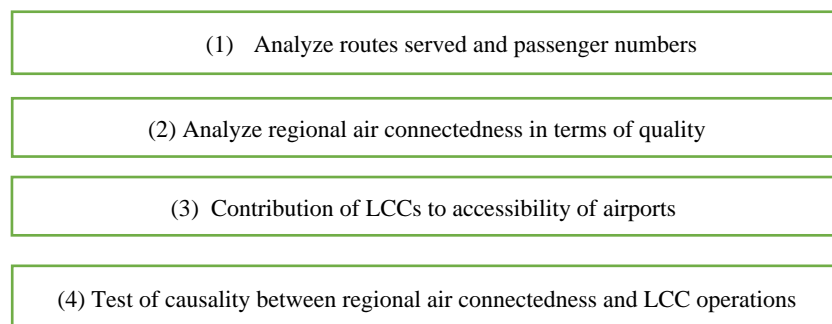 (1) Analyze routes served and passenger numbers
(2) Analyze regional air connectedness in terms of quality
(3) Contribution of LCCs to accessibility of airports
(4) Test of causality between regional air connectedness and LCC operations